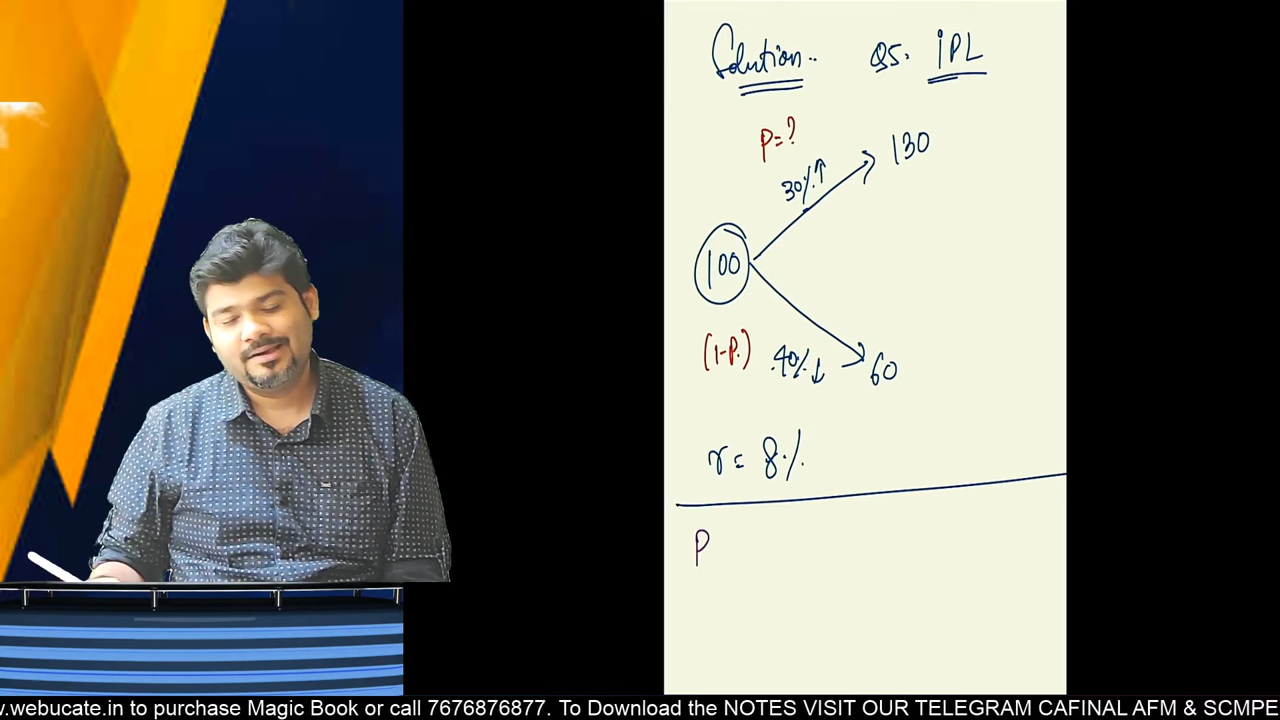 Solution.. Q5. IPL
P=?
130
30%↑
100
(1-P.) 40%↓ 60
r= 8%
P
w.webucate.in to purchase Magic Book or call 7676876877. To Download the NOTES VISIT OUR TELEGRAM CAFINAL AFM & SCMPE